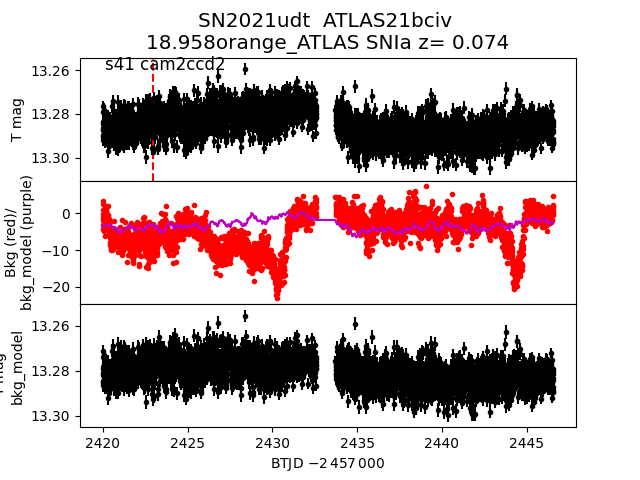 SN2021udt ATLAS21bciv
18.958orange_ATLAS SNIa z= 0.074
s41 cam2ccd2
13.26
13.28
13.30
T mag
0
−10
−20
Bkg (red)/
bkg_model (purple)
13.26
13.28
13.30
bkg_model
2420 2425 2430 2435 2440 2445
BTJD −2 457 000